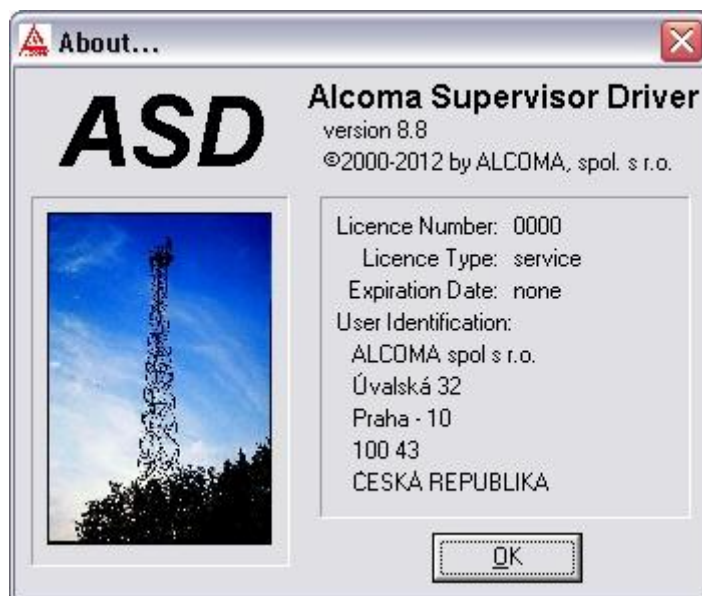 About...
ASD
Alcoma Supervisor Driver
version 8.8
©2000-2012 by ALCOMA, spol. s r.o.
Licence Number: 0000
Licence Type: service
Expiration Date: none
User Identification:
ALCOMA spol s r.o.
Úvalská 32
Praha - 10
100 43
ČESKÁ REPUBLIKA
OK